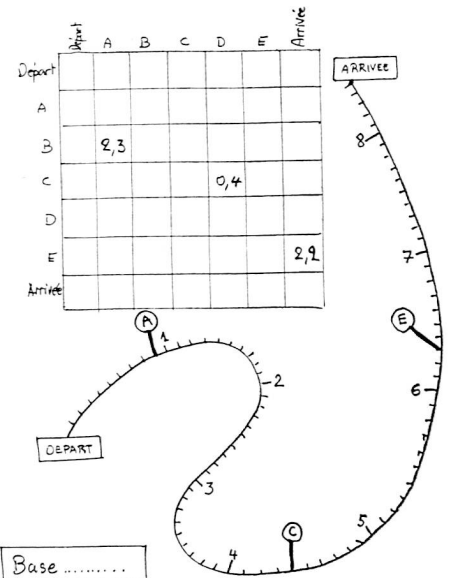 Départ A B C D E Arrivée
Départ
A
B 2,3
C 0,4
D
E 2,2
Arrivée
ARRIVEE
8
7
E
6
5
C
4
3
2
1
A
DEPART
Base .........